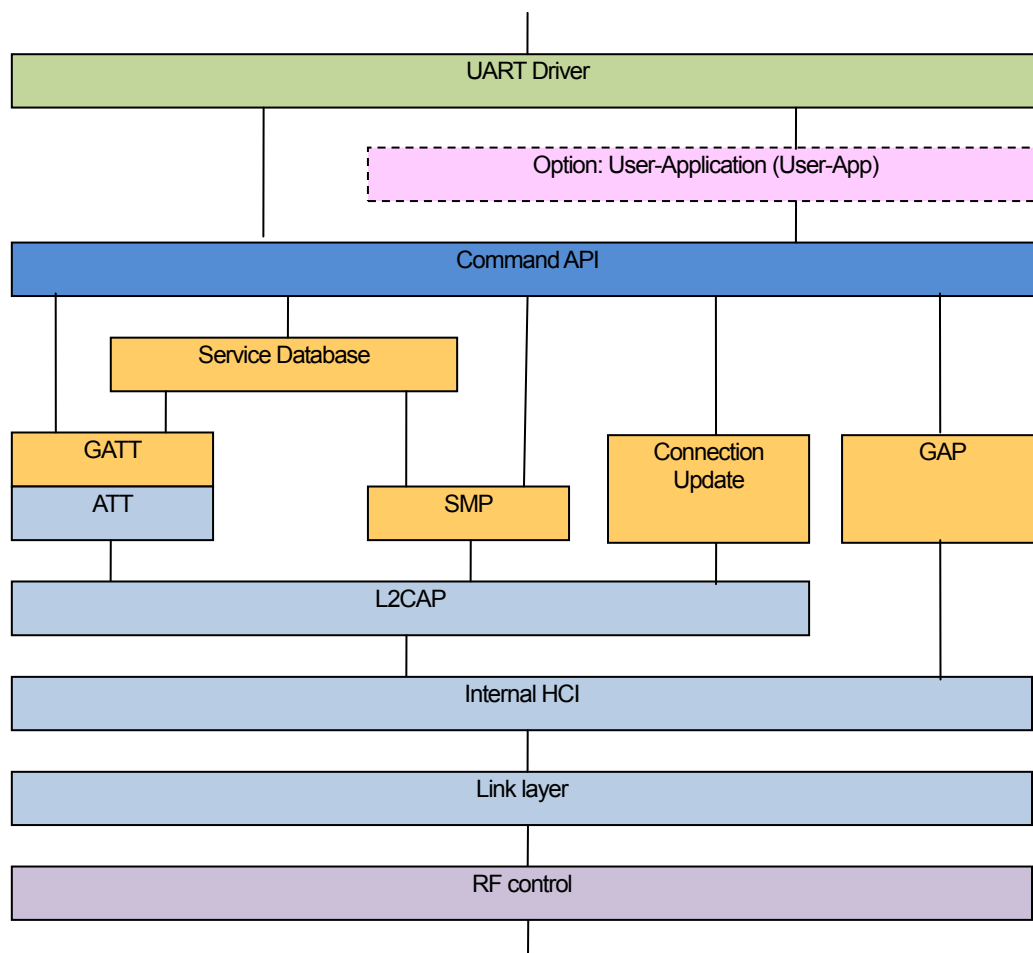 UART Driver
Option: User-Application (User-App)
Command API
Service Database
GATT
Connection
Update
GAP
ATT
SMP
L2CAP
Internal HCI
Link layer
RF control